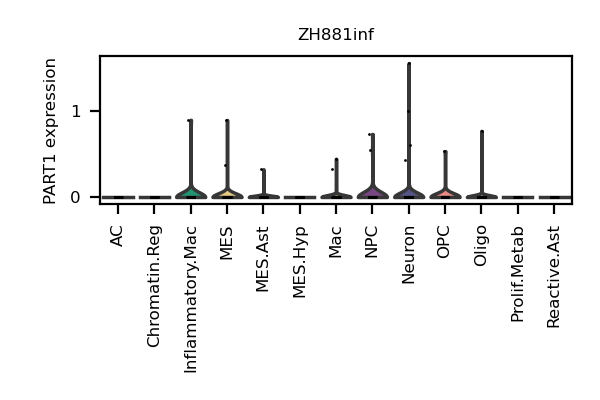 ZH881inf
PART1 expression
1
0
AC
Chromatin.Reg
Inflammatory.Mac
MES
MES.Ast
MES.Hyp
Mac
NPC
Neuron
OPC
Oligo
Prolif.Metab
Reactive.Ast